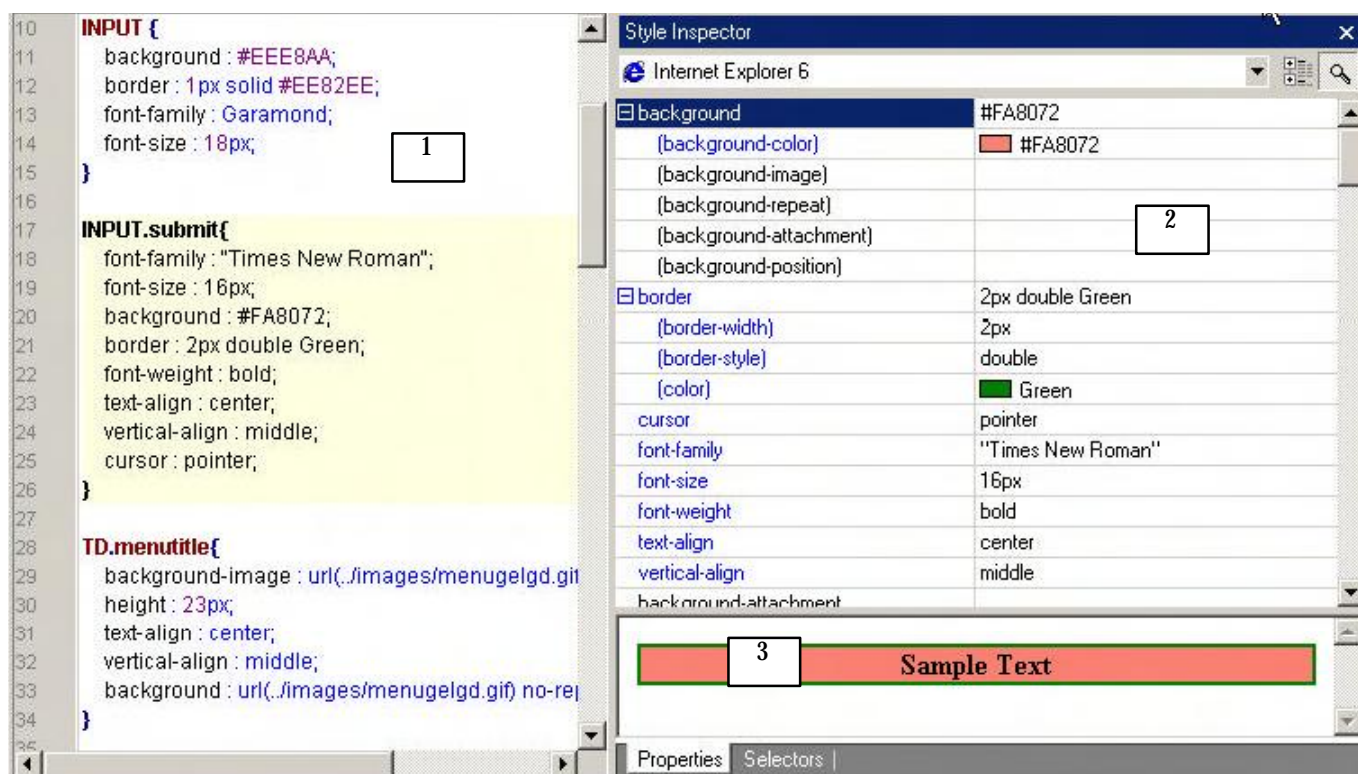 10 INPUT {
11 background : #EEE8AA;
12 border : 1px solid #EE82EE;
13 font-family : Garamond;
14 font-size : 18px;
15 }
16
17 INPUT.submit{
18 font-family : "Times New Roman";
19 font-size : 16px;
20 background : #FA8072;
21 border : 2px double Green;
22 font-weight : bold;
23 text-align : center;
24 vertical-align : middle;
25 cursor : pointer;
26 }
27
28 TD.menutitle{
29 background-image : url(../images/menugelgd.gif
30 height : 23px;
31 text-align : center;
32 vertical-align : middle;
33 background : url(../images/menugelgd.gif) no-rep
34 }
35
1
Style Inspector
Internet Explorer 6
background #FA8072
(background-color) #FA8072
(background-image)
(background-repeat)
(background-attachment)
(background-position)
2
border 2px double Green
(border-width) 2px
(border-style) double
(color) Green
cursor pointer
font-family "Times New Roman"
font-size 16px
font-weight bold
text-align center
vertical-align middle
background-attachment
3
Sample Text
Properties Selectors